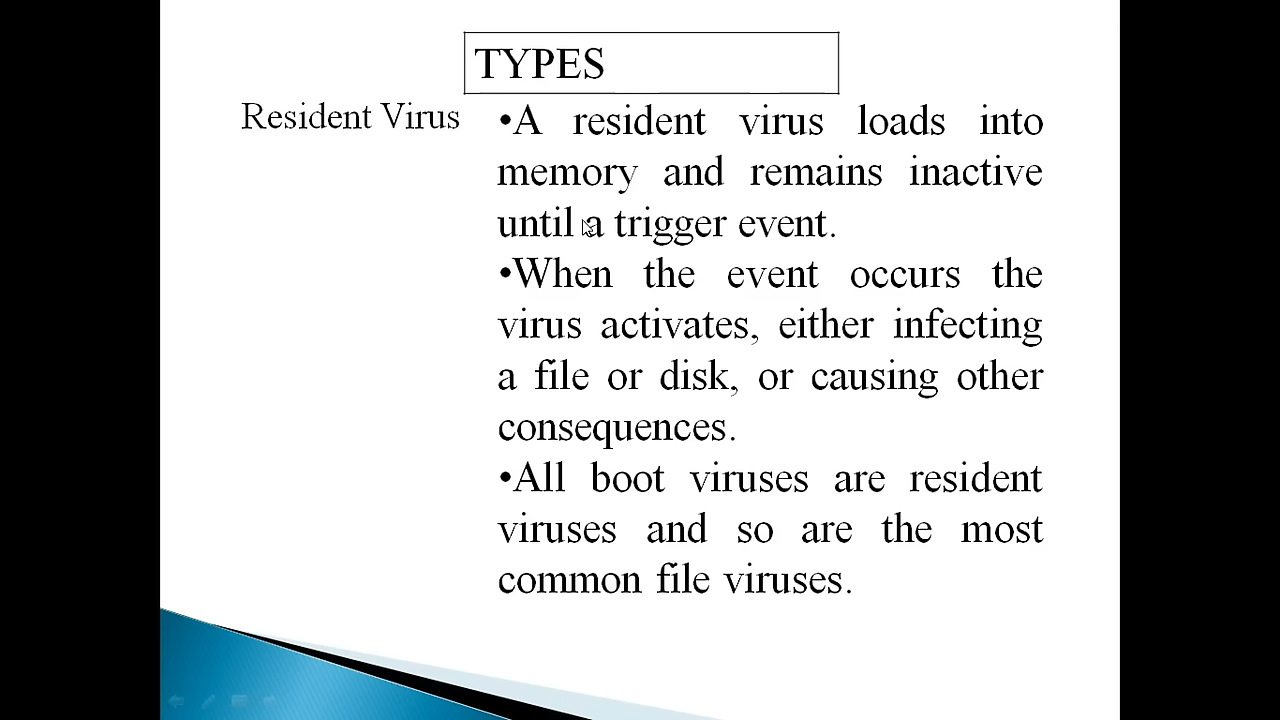 TYPES
Resident Virus
•A resident virus loads into
memory and remains inactive
until a trigger event.
•When the event occurs the
virus activates, either infecting
a file or disk, or causing other
consequences.
•All boot viruses are resident
viruses and so are the most
common file viruses.